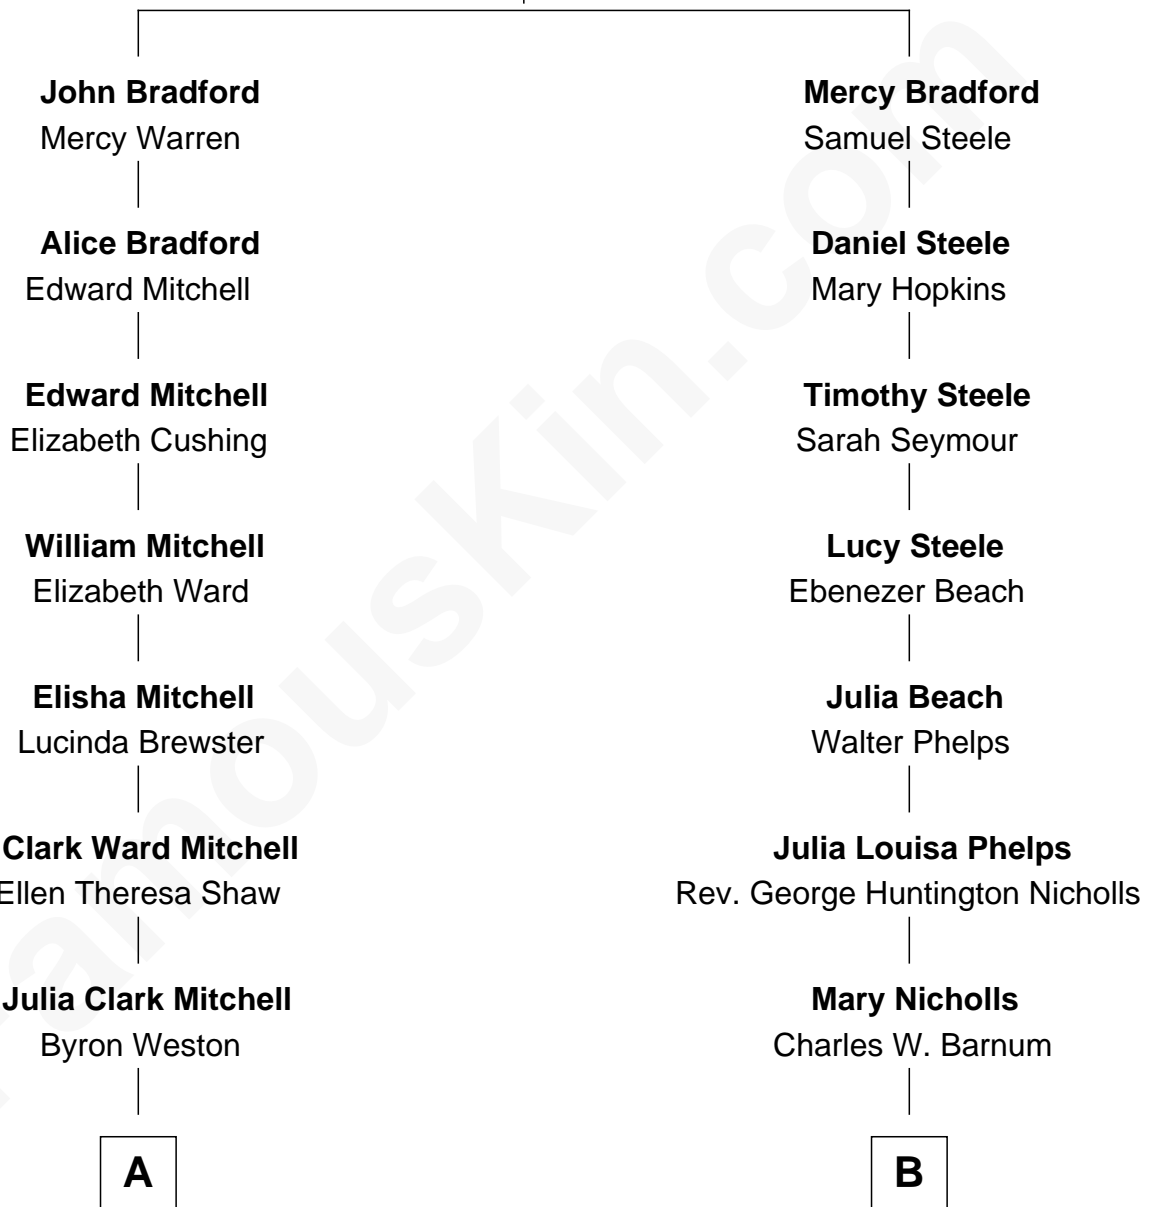 John Bradford
Mercy Warren
Alice Bradford
Edward Mitchell
Edward Mitchell
Elizabeth Cushing
William Mitchell
Elizabeth Ward
Elisha Mitchell
Lucinda Brewster
Clark Ward Mitchell
Ellen Theresa Shaw
Julia Clark Mitchell
Byron Weston
A
Mercy Bradford
Samuel Steele
Daniel Steele
Mary Hopkins
Timothy Steele
Sarah Seymour
Lucy Steele
Ebenezer Beach
Julia Beach
Walter Phelps
Julia Louisa Phelps
Rev. George Huntington Nicholls
Mary Nicholls
Charles W. Barnum
B
FamousKin.com